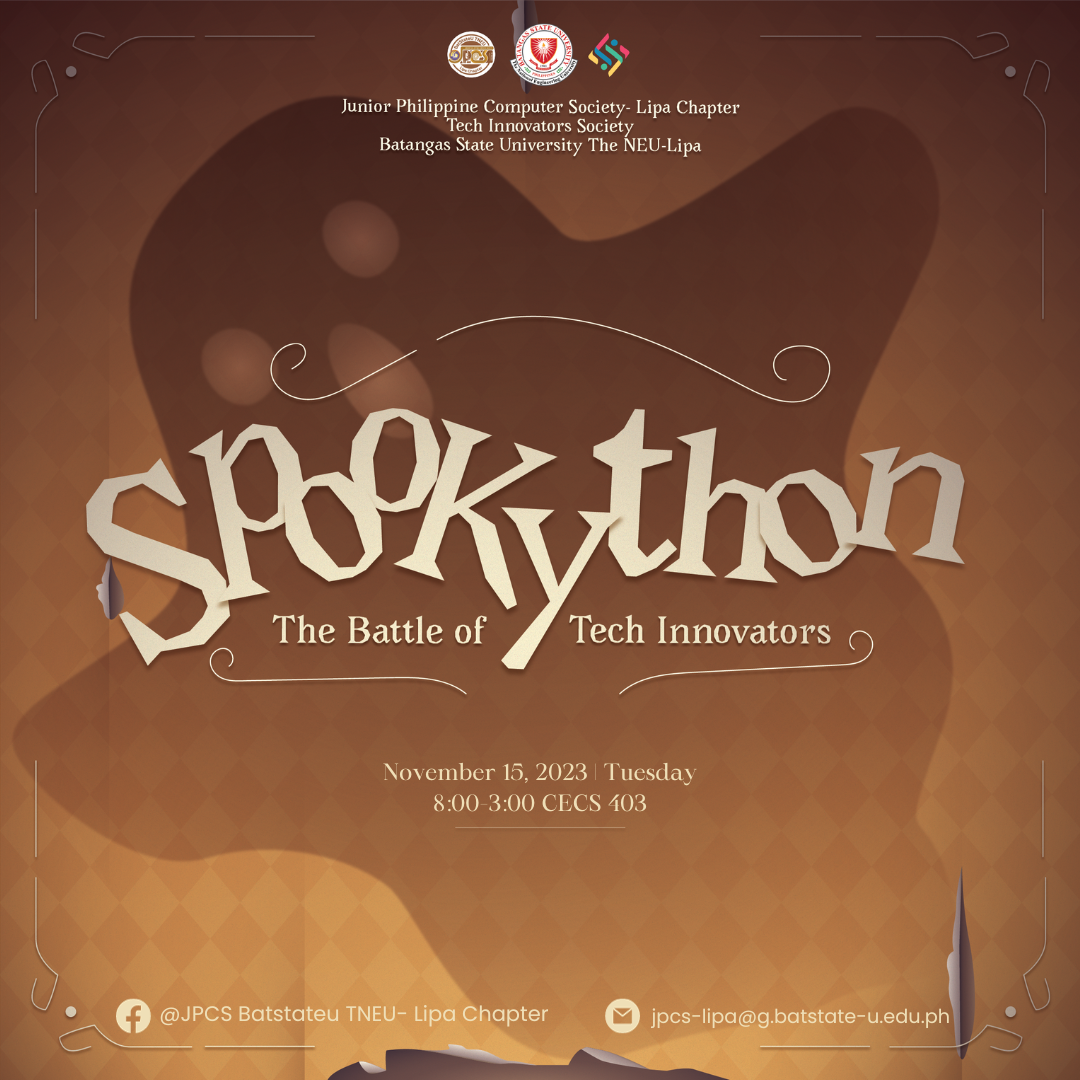 Junior Philippine Computer Society- Lipa Chapter
Tech Innovators Society
Batangas State University The NEU-Lipa
Spookython
The Battle of Tech Innovators
November 15, 2023 | Tuesday
8:00-3:00 CECS 403
@JPCS Batstateu TNEU- Lipa Chapter
jpcs-lipa@g.batstate-u.edu.ph